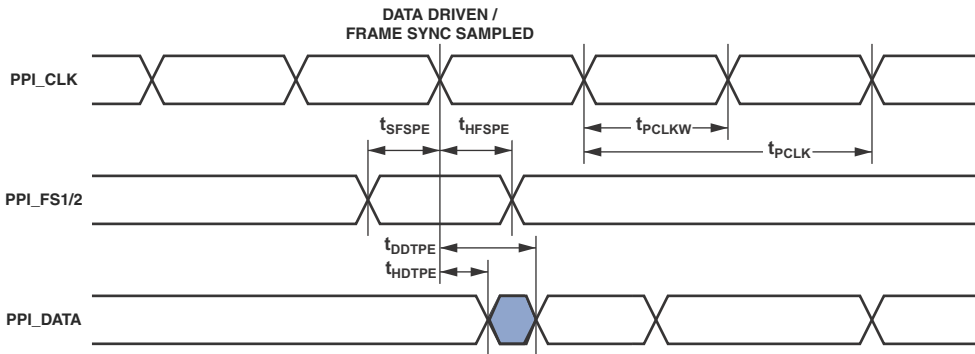 DATA DRIVEN /
FRAME SYNC SAMPLED
PPI_CLK
tSFSPE
tHFSPE
tPCLKW
tPCLK
PPI_FS1/2
tDDTPE
tHDTPE
PPI_DATA